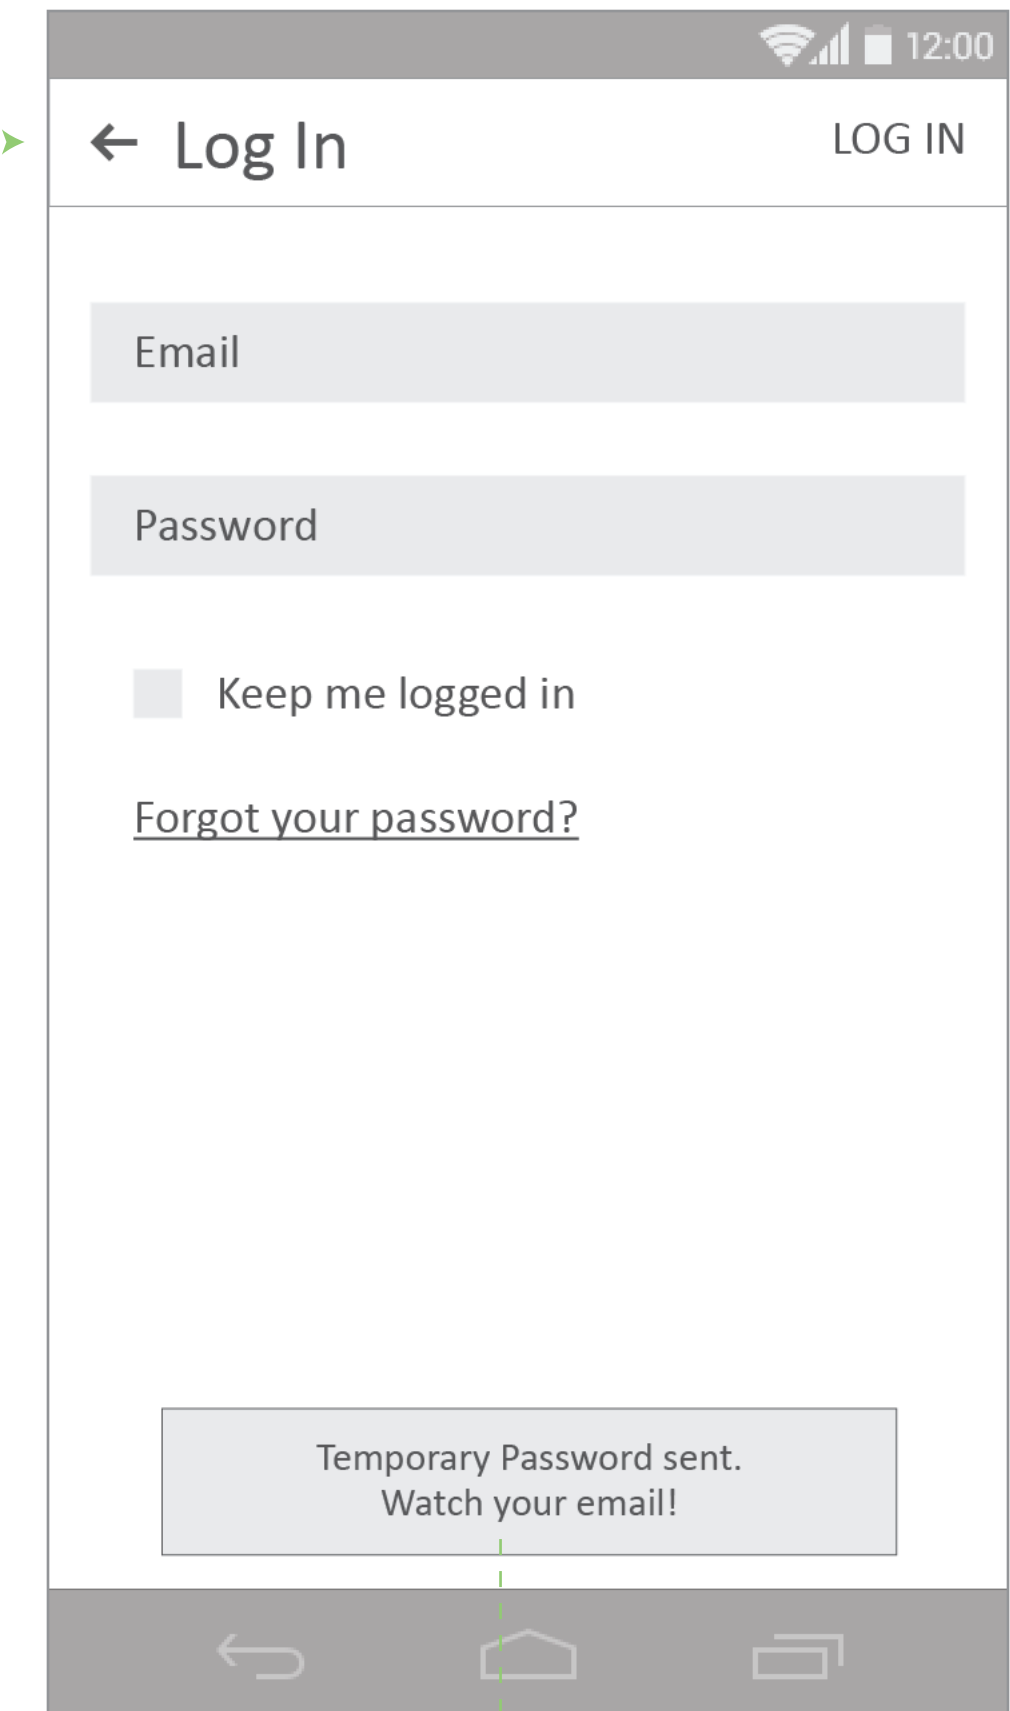 12:00
Log In
LOG IN
Email
Password
Keep me logged in
Forgot your password?
Temporary Password sent.
Watch your email!